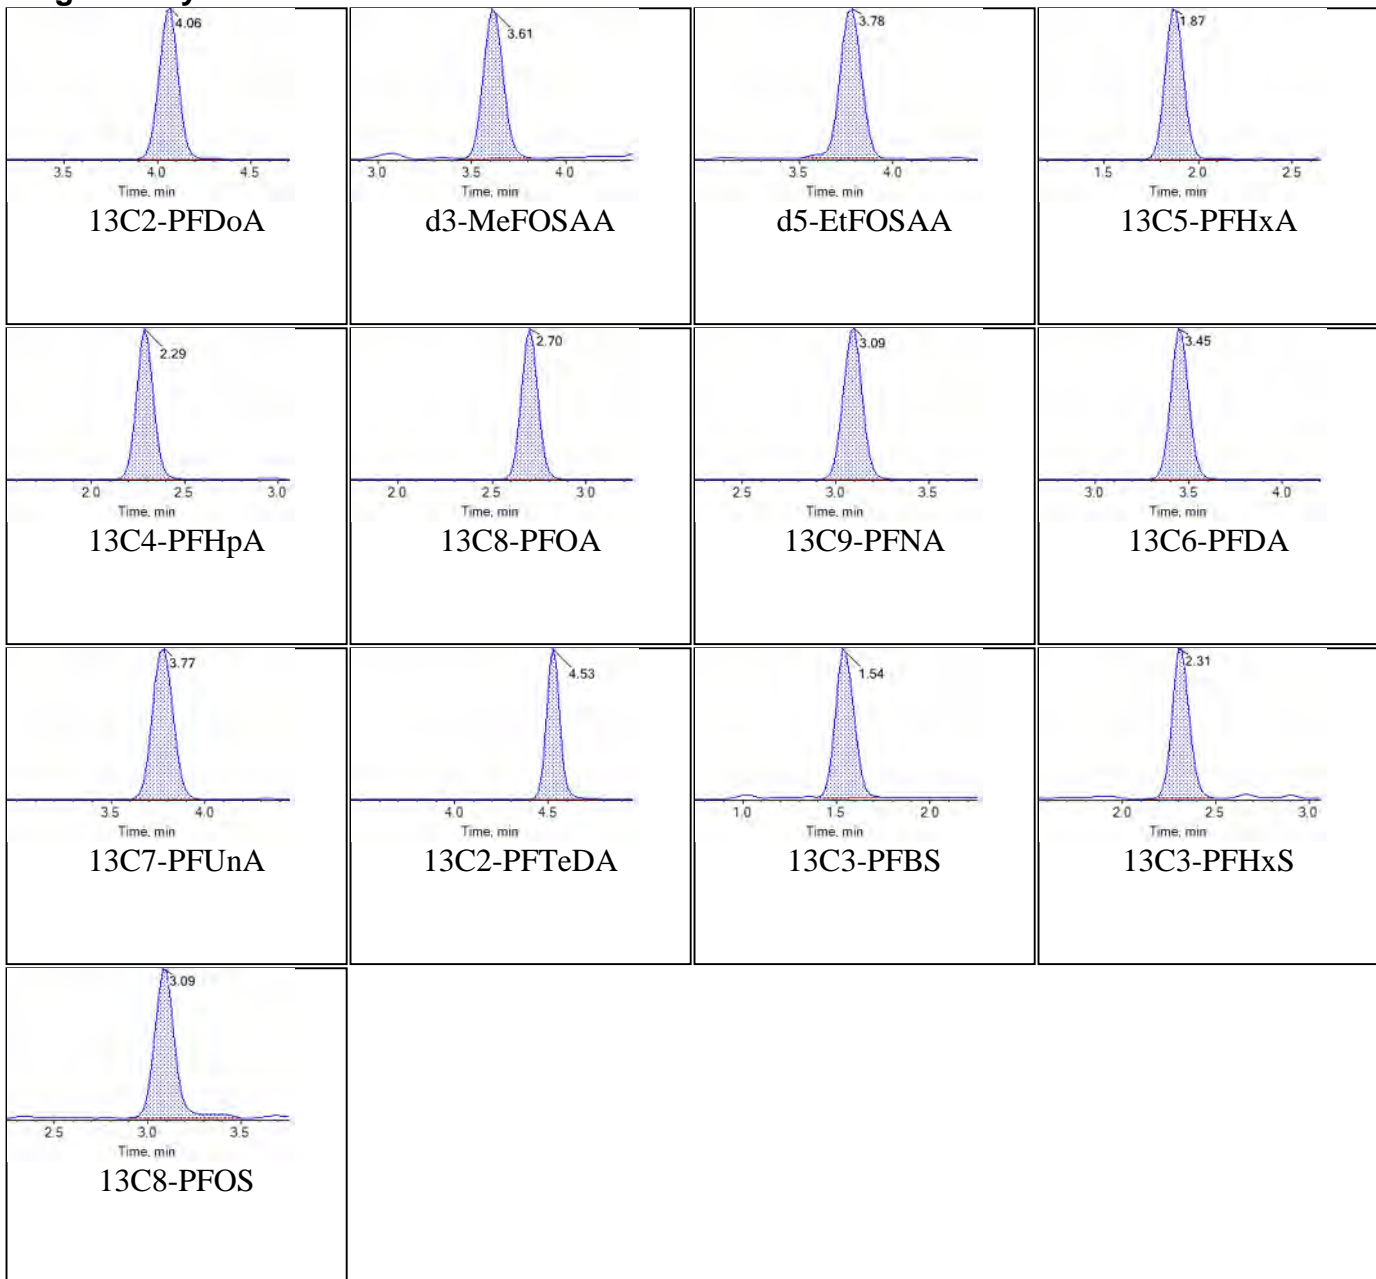 4.06
3.5 4.0 4.5
Time, min
13C2-PFDoA
3.61
3.0 3.5 4.0
Time, min
d3-MeFOSAA
3.78
3.5 4.0
Time, min
d5-EtFOSAA
1.87
1.5 2.0 2.5
Time, min
13C5-PFHxA
2.29
2.0 2.5 3.0
Time, min
13C4-PFHpA
2.70
2.0 2.5 3.0
Time, min
13C8-PFOA
3.09
2.5 3.0 3.5
Time, min
13C9-PFNA
3.45
3.0 3.5 4.0
Time, min
13C6-PFDA
3.77
3.5 4.0
Time, min
13C7-PFUnA
4.53
4.0 4.5
Time, min
13C2-PFTeDA
1.54
1.0 1.5 2.0
Time, min
13C3-PFBS
2.31
2.0 2.5 3.0
Time, min
13C3-PFHxS
3.09
2.5 3.0 3.5
Time, min
13C8-PFOS